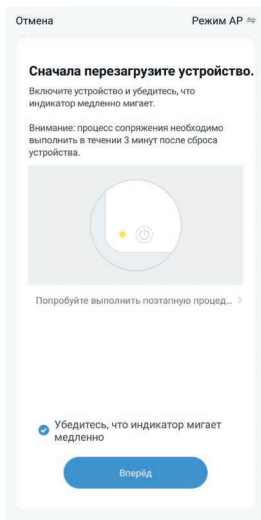 Отмена Режим AP ⇋
Сначала перезагрузите устройство.
Включите устройство и убедитесь, что
индикатор медленно мигает.
Внимание: процесс сопряжения необходимо
выполнить в течении 3 минут после сброса
устройства.
Попробуйте выполнить поэтапную процед... >
Убедитесь, что индикатор мигает
медленно
Вперёд